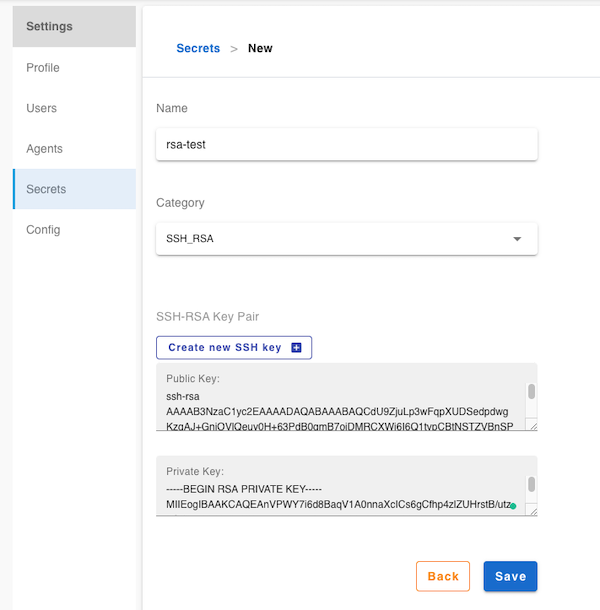 Settings
Profile
Users
Agents
Secrets
Config
Secrets > New
Name
rsa-test
Category
SSH_RSA
SSH-RSA Key Pair
Create new SSH key
Public Key:
ssh-rsa
AAAAB3NzaC1yc2EAAAADAQABAAABAQCdU9ZjuLp3wFqpXUDSedpdwg
Private Key:
-----BEGIN RSA PRIVATE KEY-----
MIIEogIBAAKCAQEAnVPWY7i6d8BaqV1A0nnaXclCs6gCfhp4zlZUHrstB/utz
Back
Save